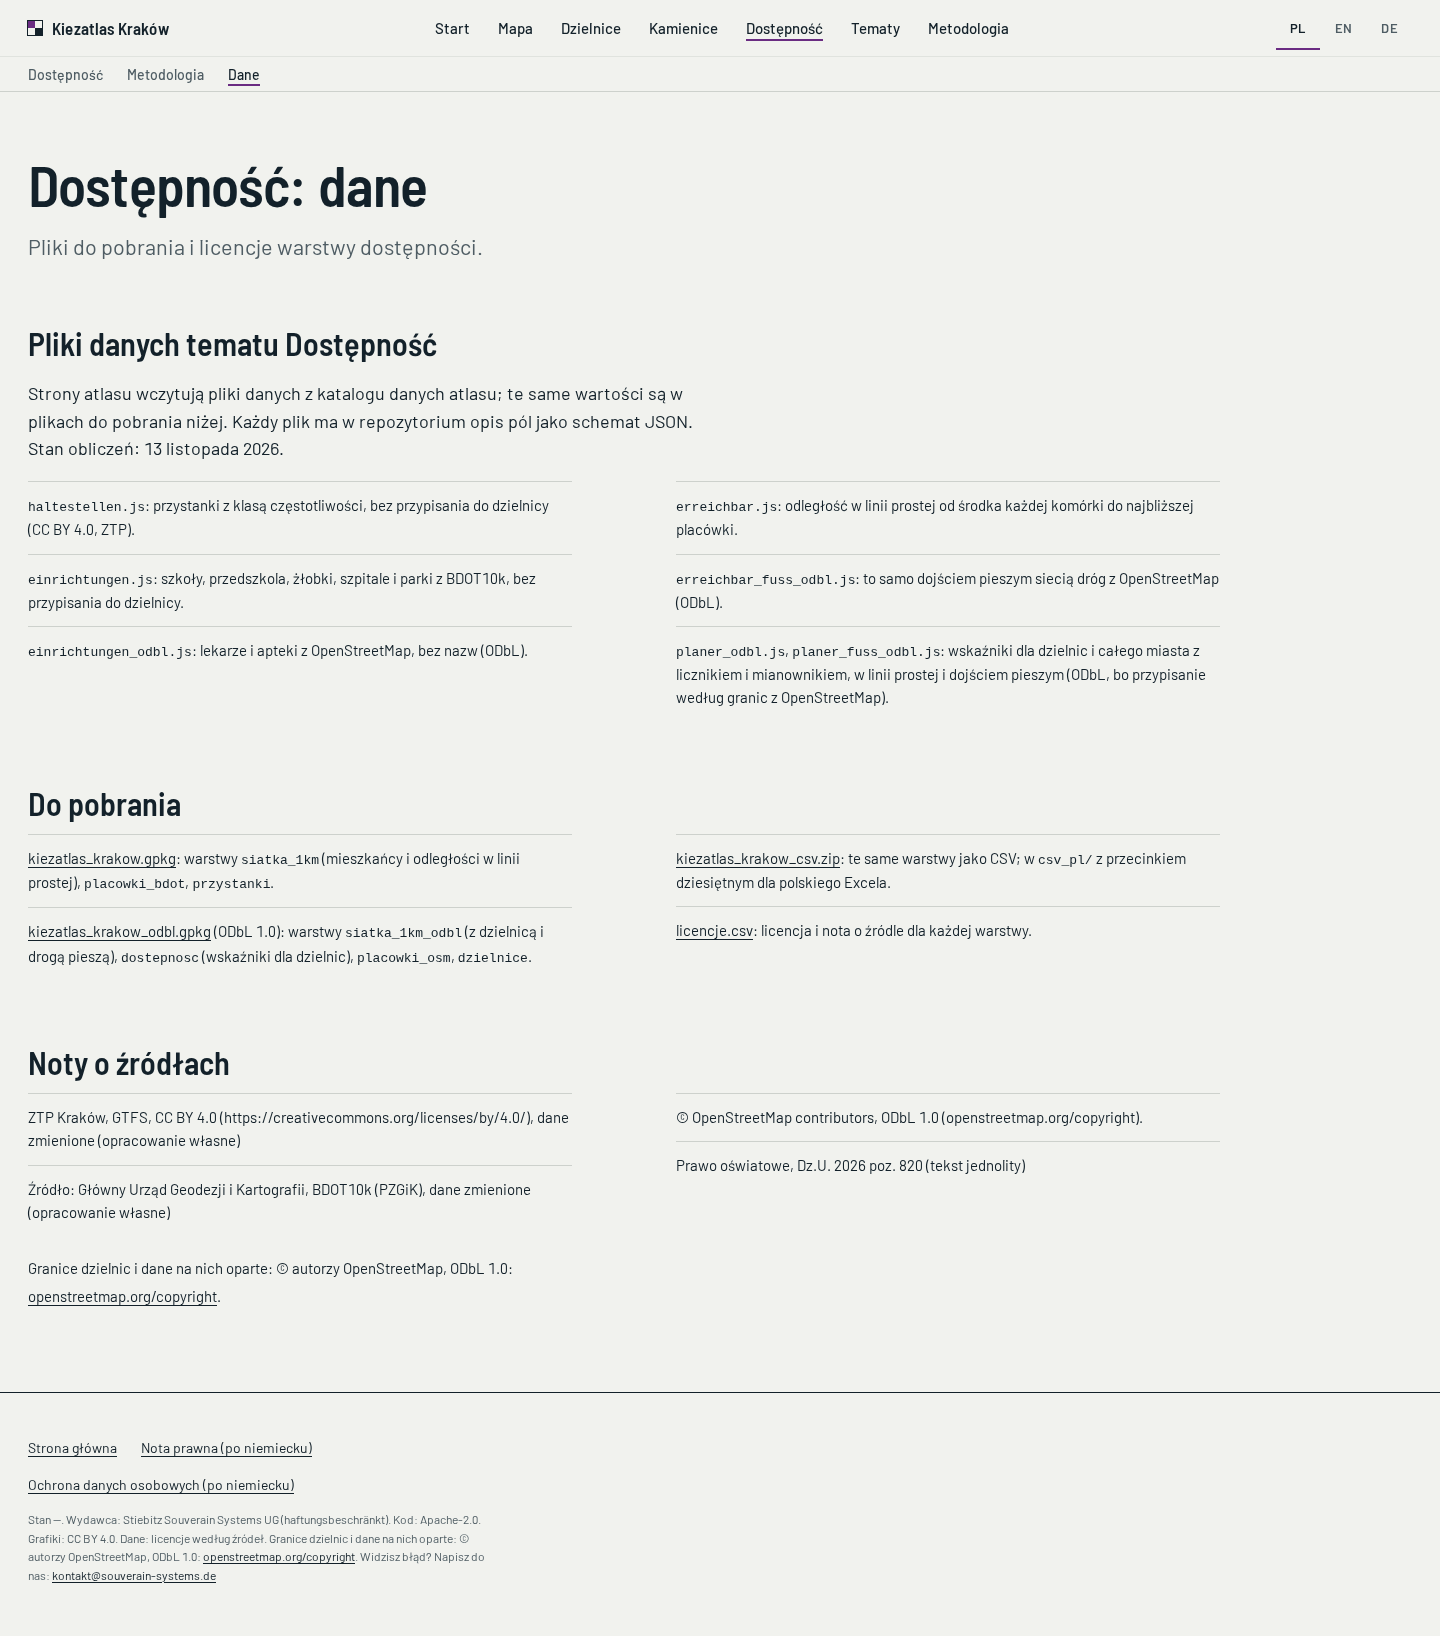 Kiezatlas Kraków
Start
Mapa
Dzielnice
Kamienice
Dostępność
Tematy
Metodologia
PL
EN
DE
Dostępność
Metodologia
Dane
Dostępność: dane
Pliki do pobrania i licencje warstwy dostępności.
Pliki danych tematu Dostępność
Strony atlasu wczytują pliki danych z katalogu danych atlasu; te same wartości są w
plikach do pobrania niżej. Każdy plik ma w repozytorium opis pól jako schemat JSON.
Stan obliczeń: 13 listopada 2026.
haltestellen.js: przystanki z klasą częstotliwości, bez przypisania do dzielnicy
(CC BY 4.0, ZTP).
einrichtungen.js: szkoły, przedszkola, żłobki, szpitale i parki z BDOT10k, bez
przypisania do dzielnicy.
einrichtungen_odbl.js: lekarze i apteki z OpenStreetMap, bez nazw (ODbL).
erreichbar.js: odległość w linii prostej od środka każdej komórki do najbliższej
placówki.
erreichbar_fuss_odbl.js: to samo dojściem pieszym siecią dróg z OpenStreetMap
(ODbL).
planer_odbl.js, planer_fuss_odbl.js: wskaźniki dla dzielnic i całego miasta z
licznikiem i mianownikiem, w linii prostej i dojściem pieszym (ODbL, bo przypisanie
według granic z OpenStreetMap).
Do pobrania
kiezatlas_krakow.gpkg: warstwy siatka_1km (mieszkańcy i odległości w linii
prostej), placowki_bdot, przystanki.
kiezatlas_krakow_odbl.gpkg (ODbL 1.0): warstwy siatka_1km_odbl (z dzielnicą i
drogą pieszą), dostepnosc (wskaźniki dla dzielnic), placowki_osm, dzielnice.
kiezatlas_krakow_csv.zip: te same warstwy jako CSV; w csv_pl/ z przecinkiem
dziesiętnym dla polskiego Excela.
licencje.csv: licencja i nota o źródle dla każdej warstwy.
Noty o źródłach
ZTP Kraków, GTFS, CC BY 4.0 (https://creativecommons.org/licenses/by/4.0/), dane
zmienione (opracowanie własne)
Źródło: Główny Urząd Geodezji i Kartografii, BDOT10k (PZGiK), dane zmienione
(opracowanie własne)
© OpenStreetMap contributors, ODbL 1.0 (openstreetmap.org/copyright).
Prawo oświatowe, Dz.U. 2026 poz. 820 (tekst jednolity)
Granice dzielnic i dane na nich oparte: © autorzy OpenStreetMap, ODbL 1.0:
openstreetmap.org/copyright.
Strona główna
Nota prawna (po niemiecku)
Ochrona danych osobowych (po niemiecku)
Stan —. Wydawca: Stiebitz Souverain Systems UG (haftungsbeschränkt). Kod: Apache-2.0.
Grafiki: CC BY 4.0. Dane: licencje według źródeł. Granice dzielnic i dane na nich oparte: ©
autorzy OpenStreetMap, ODbL 1.0: openstreetmap.org/copyright. Widzisz błąd? Napisz do
nas: kontakt@souverain-systems.de